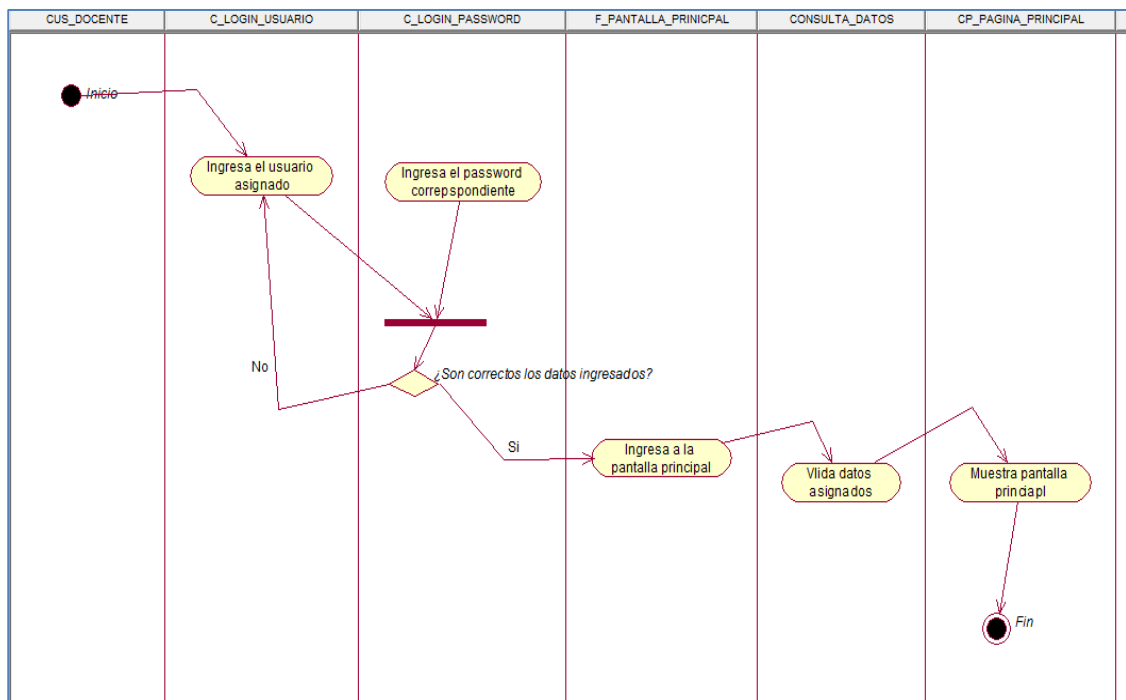 CUS_DOCENTE
C_LOGIN_USUARIO
C_LOGIN_PASSWORD
F_PANTALLA_PRINICPAL
CONSULTA_DATOS
CP_PAGINA_PRINCIPAL
Inicio
Ingresa el usuario
asignado
Ingresa el password
correpspondiente
No
¿Son correctos los datos ingresados?
Si
Ingresa a la
pantalla principal
Vlida datos
asignados
Muestra pantalla
princiapl
Fin